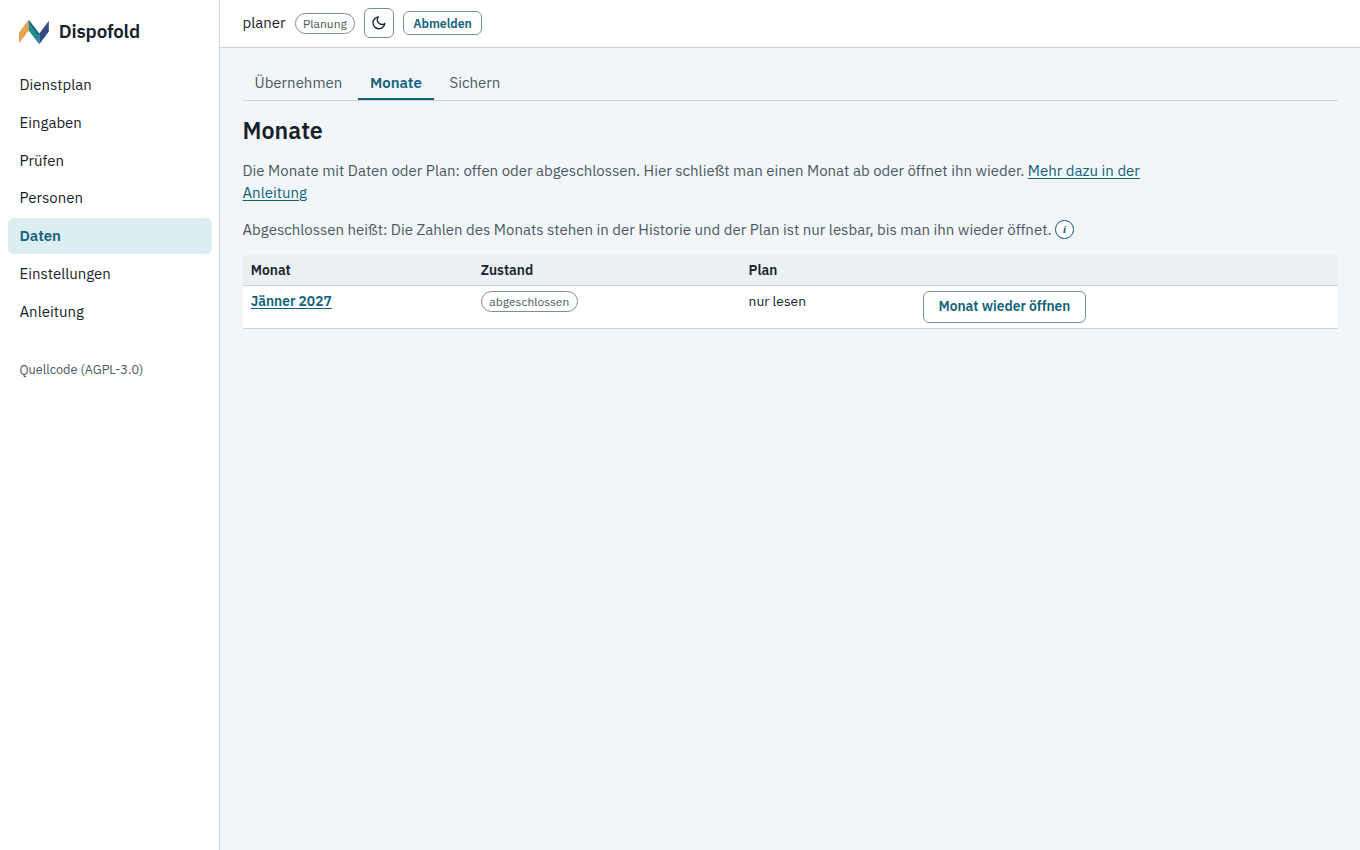 Dispofold
planer
Planung
Abmelden
Dienstplan
Eingaben
Prüfen
Personen
Daten
Einstellungen
Anleitung
Quellcode (AGPL-3.0)
Übernehmen Monate Sichern
Monate
Die Monate mit Daten oder Plan: offen oder abgeschlossen. Hier schließt man einen Monat ab oder öffnet ihn wieder. Mehr dazu in der
Anleitung
Abgeschlossen heißt: Die Zahlen des Monats stehen in der Historie und der Plan ist nur lesbar, bis man ihn wieder öffnet. i
Monat Zustand Plan
Jänner 2027 abgeschlossen nur lesen Monat wieder öffnen